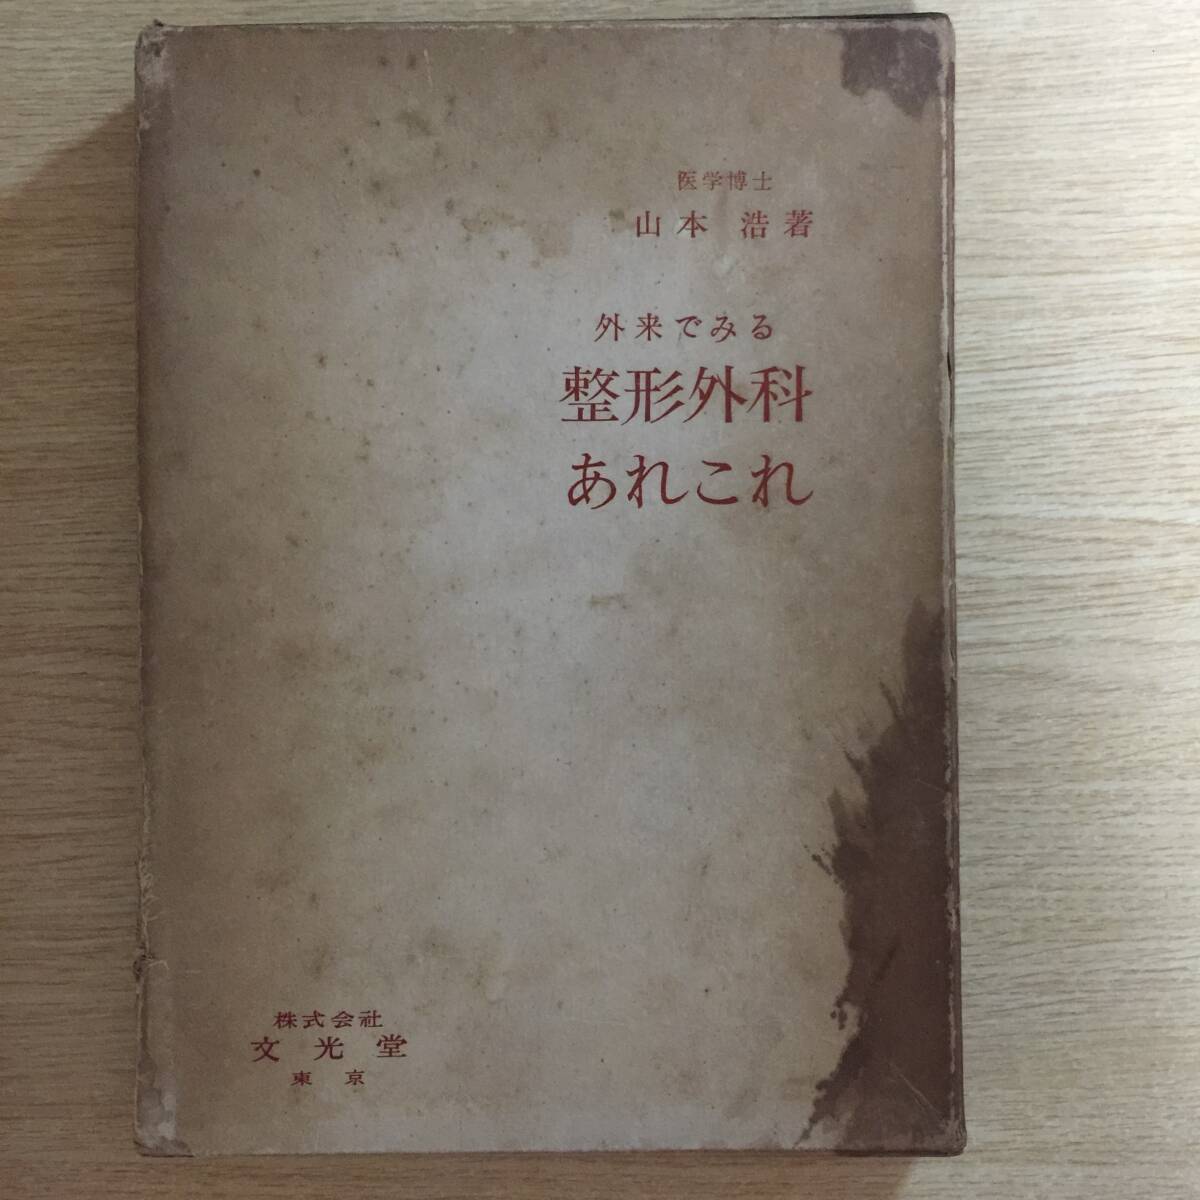 医学博士
山本 浩著
外来でみる
整形外科
あれこれ
株式会社
文光堂
東京